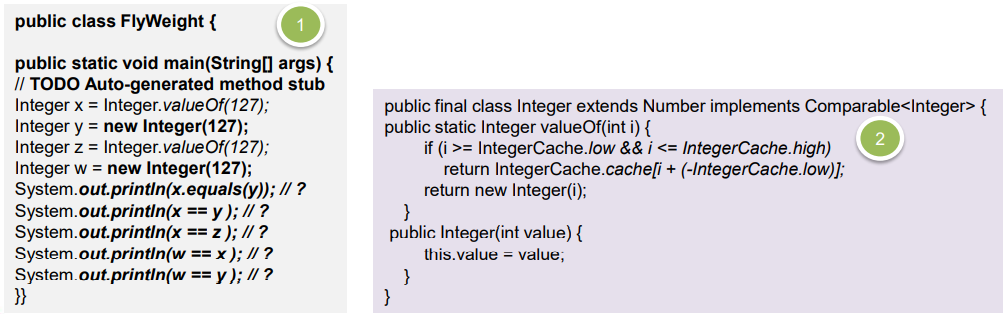 public class FlyWeight {
1
public static void main(String[] args) {
// TODO Auto-generated method stub
Integer x = Integer.valueOf(127);
Integer y = new Integer(127);
Integer z = Integer.valueOf(127);
Integer w = new Integer(127);
System.out.println(x.equals(y)); // ?
System.out.println(x == y ); // ?
System.out.println(x == z ); // ?
System.out.println(w == x ); // ?
System.out.println(w == y ); // ?
}}
public final class Integer extends Number implements Comparable<Integer> {
public static Integer valueOf(int i) {
2
if (i >= IntegerCache.low && i <= IntegerCache.high)
return IntegerCache.cache[i + (-IntegerCache.low)];
return new Integer(i);
}
public Integer(int value) {
this.value = value;
}
}